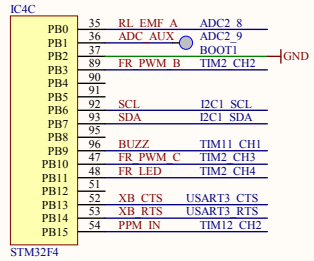 IC4C
PB0 35 RL_EMF_A ADC2_8
PB1 36 ADC_AUX ADC2_9
PB2 37 BOOT1 GND
PB3 89 FR_PWM_B TIM2_CH2
PB4 90
PB5 91
PB6 92 SCL I2C1_SCL
PB7 93 SDA I2C1_SDA
PB8 95
PB9 96 BUZZ TIM11_CH1
PB10 47 FR_PWM_C TIM2_CH3
PB11 48 FR_LED TIM2_CH4
PB12 51
PB13 52 XB_CTS USART3_CTS
PB14 53 XB_RTS USART3_RTS
PB15 54 PPM_IN TIM12_CH2
STM32F4